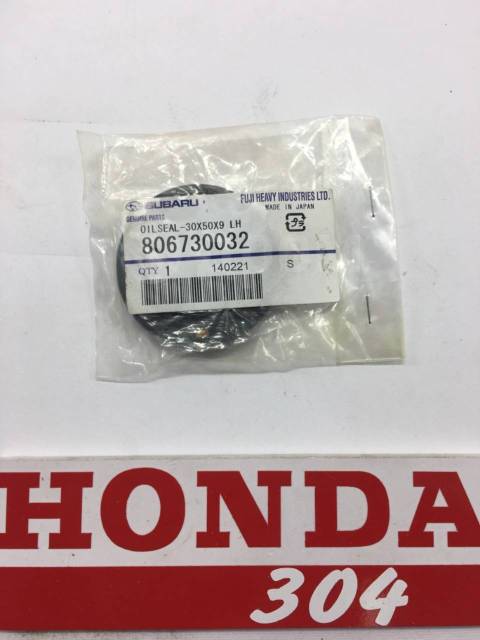 SUBARU
FUJI HEAVY INDUSTRIES LTD.
GENUINE PARTS
MADE IN JAPAN
OILSEAL-30X50X9 LH
806730032
QTY 1 140221 S
HONDA
304